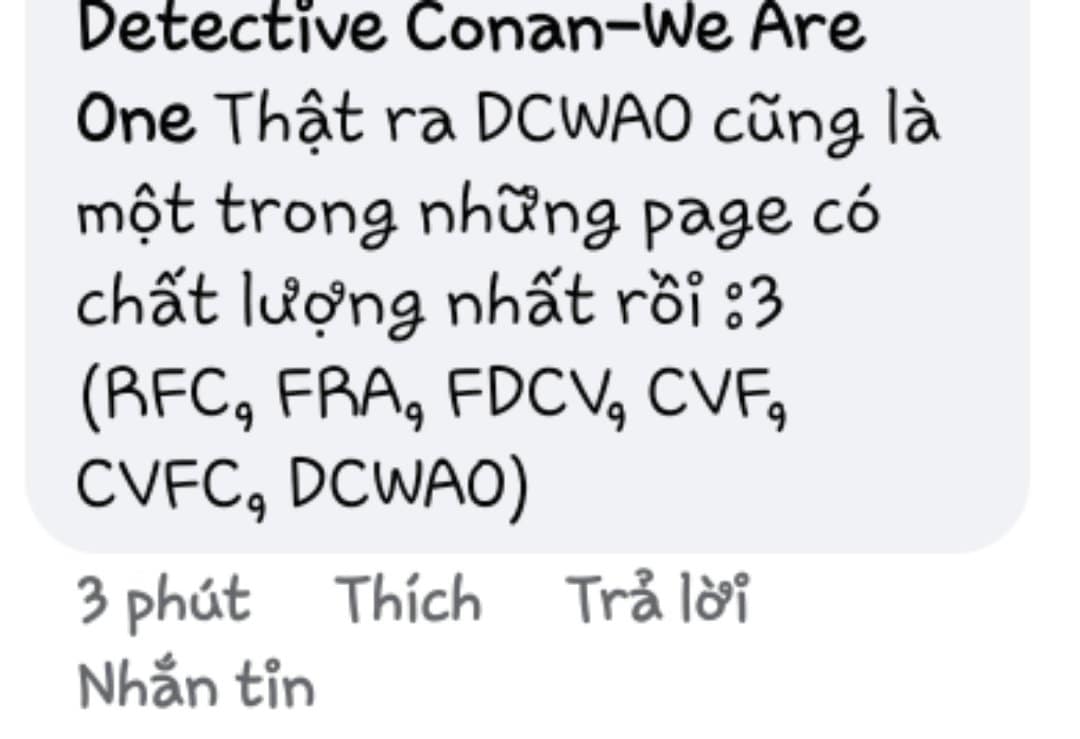 Detective Conan-We Are
One Thật ra DCWAO cũng là
một trong những page có
chất lượng nhất rồi :3
(RFC, FRA, FDCV, CVF,
CVFC, DCWAO)
3 phút Thích Trả lời
Nhắn tin